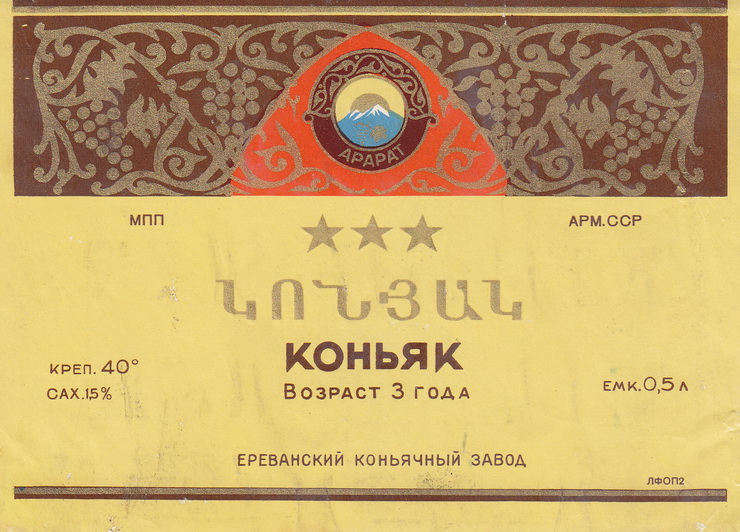 АРАРАТ
МПП
АРМ.ССР
ԿՈՆՅԱԿ
КОНЬЯК
ВОЗРАСТ 3 ГОДА
КРЕП. 40°
САХ.1,5%
ЕМК.0,5 Л
ЕРЕВАНСКИЙ КОНЬЯЧНЫЙ ЗАВОД
ЛФОП2